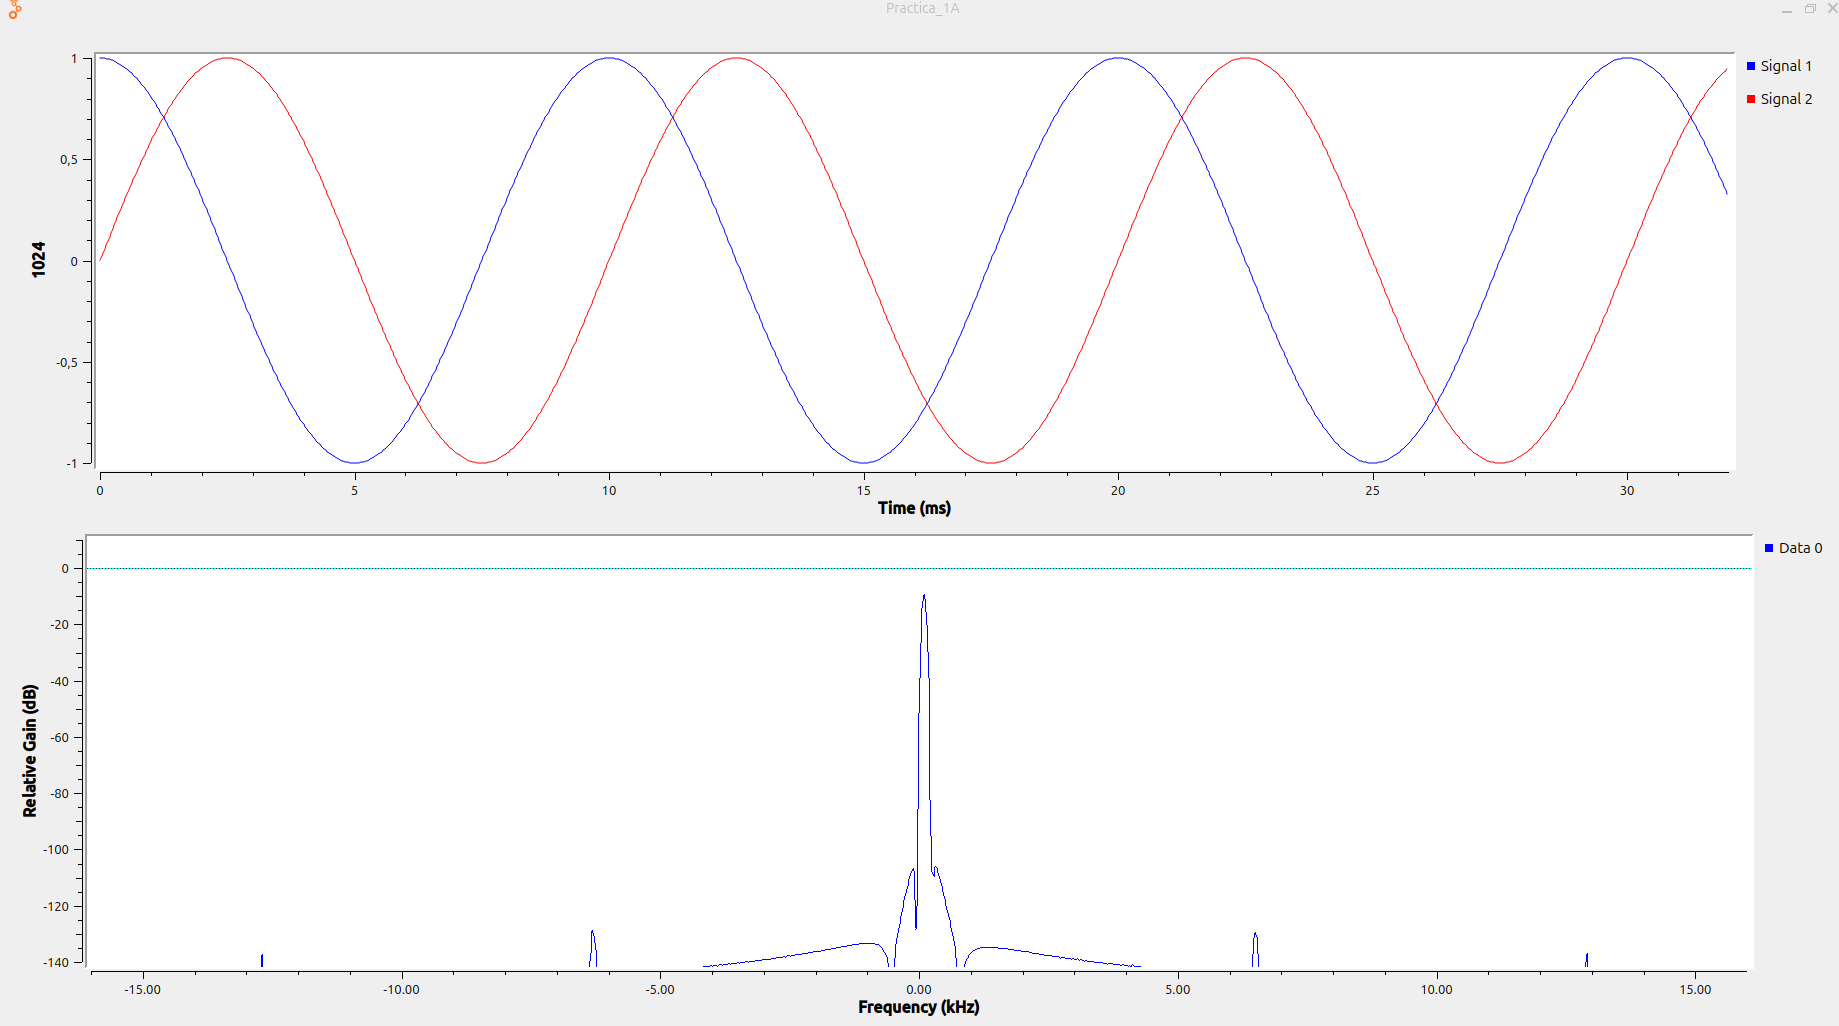 Practica_1A
1
0,5
0
-0,5
-1
1024
Signal 1
Signal 2
0 5 10 15 20 25 30
Time (ms)
0
-20
-40
-60
-80
-100
-120
-140
Relative Gain (dB)
Data 0
-15.00 -10.00 -5.00 0.00 5.00 10.00 15.00
Frequency (kHz)